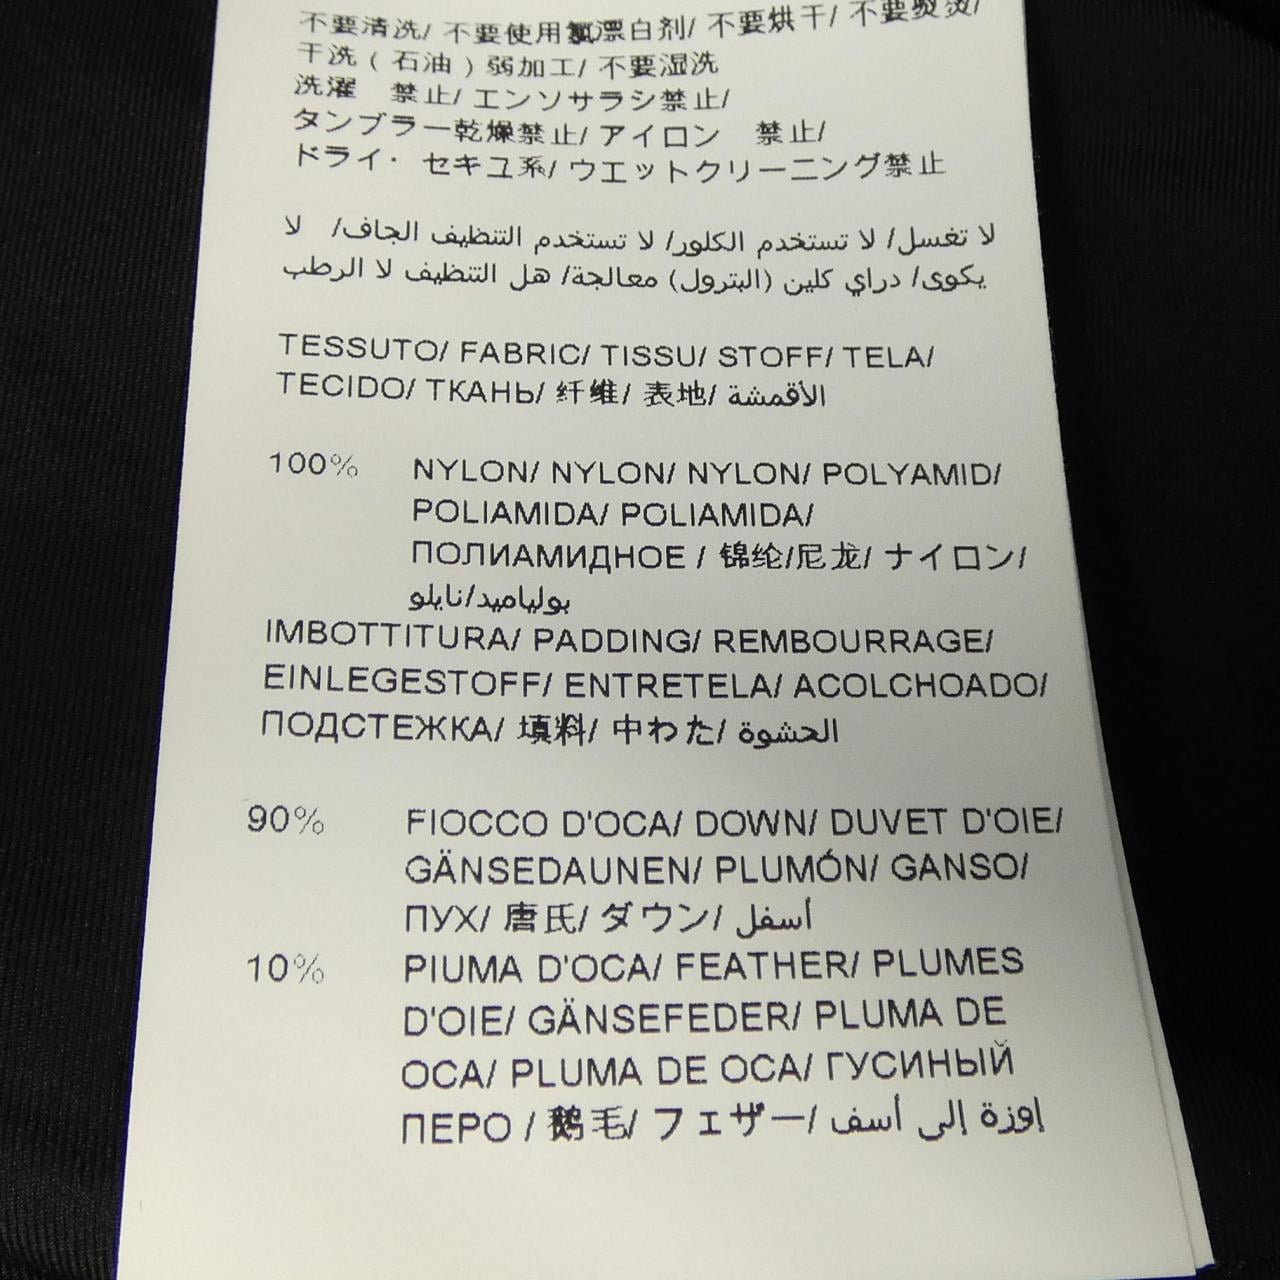 不要清洗/ 不要使用氯漂白剂/ 不要烘干/ 不要熨烫/
干洗 ( 石油 ) 弱加工/ 不要湿洗
洗濯　禁止/ エンソサラシ禁止/
タンブラー乾燥禁止/ アイロン　禁止/
ドライ・ セキユ系/ ウエットクリーニング禁止
لا تغسل/ لا تستخدم الكلور/ لا تستخدم التنظيف الجاف/ لا
يكوى/ دراي كلين (البترول) معالجة/ هل التنظيف لا الرطب
TESSUTO/ FABRIC/ TISSU/ STOFF/ TELA/
TECIDO/ ТКАНЬ/ 纤维/ 表地/ الأقمشة
100% NYLON/ NYLON/ NYLON/ POLYAMID/
POLIAMIDA/ POLIAMIDA/
ПОЛИАМИДНОЕ / 锦纶/尼龙/ ナイロン/
بولياميد/نايلو
IMBOTTITURA/ PADDING/ REMBOURRAGE/
EINLEGESTOFF/ ENTRETELA/ ACOLCHOADO/
ПОДСТЕЖКА/ 填料/ 中わた/ الحشوة
90% FIOCCO D'OCA/ DOWN/ DUVET D'OIE/
GÄNSEDAUNEN/ PLUMÓN/ GANSO/
ПУХ/ 唐氏/ ダウン/ أسفل
10% PIUMA D'OCA/ FEATHER/ PLUMES
D'OIE/ GÄNSEFEDER/ PLUMA DE
OCA/ PLUMA DE OCA/ ГУСИНЫЙ
ПЕРО / 鹅毛/ フェザー/ إوزة إلى أسف